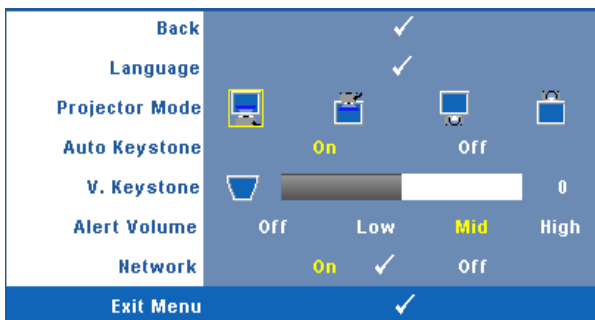 Back
Language
Projector Mode
Auto Keystone On Off
V. Keystone 0
Alert Volume Off Low Mid High
Network On Off
Exit Menu